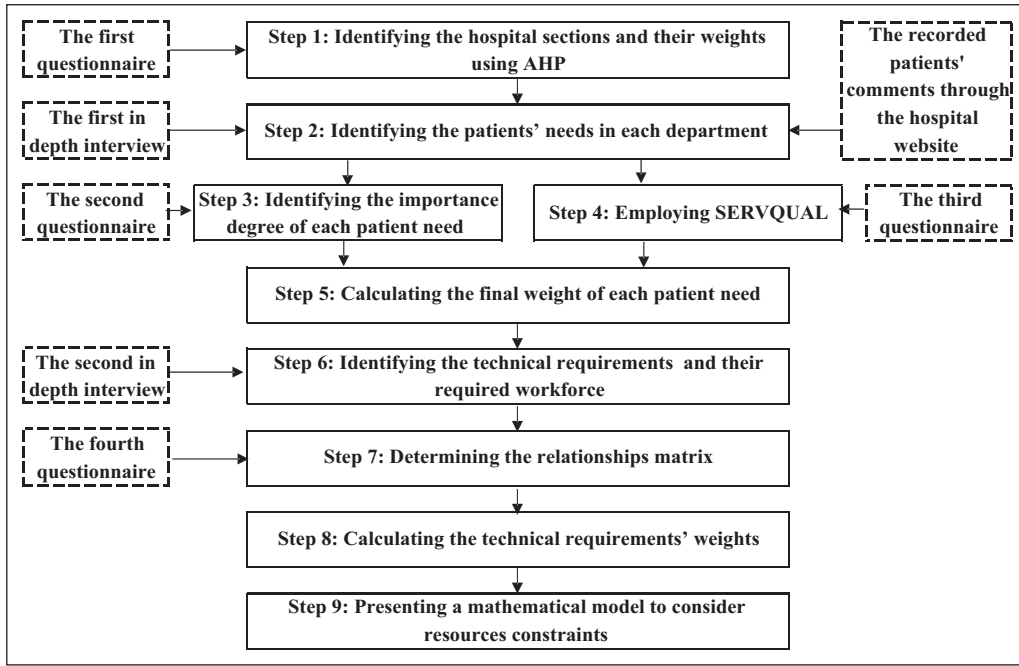 The first
questionnaire
Step 1: Identifying the hospital sections and their weights
using AHP
The recorded
patients'
comments through
the hospital
website
The first in
depth interview
Step 2: Identifying the patients’ needs in each department
The second
questionnaire
Step 3: Identifying the importance
degree of each patient need
Step 4: Employing SERVQUAL
The third
questionnaire
Step 5: Calculating the final weight of each patient need
The second in
depth interview
Step 6: Identifying the technical requirements and their
required workforce
The fourth
questionnaire
Step 7: Determining the relationships matrix
Step 8: Calculating the technical requirements’ weights
Step 9: Presenting a mathematical model to consider
resources constraints